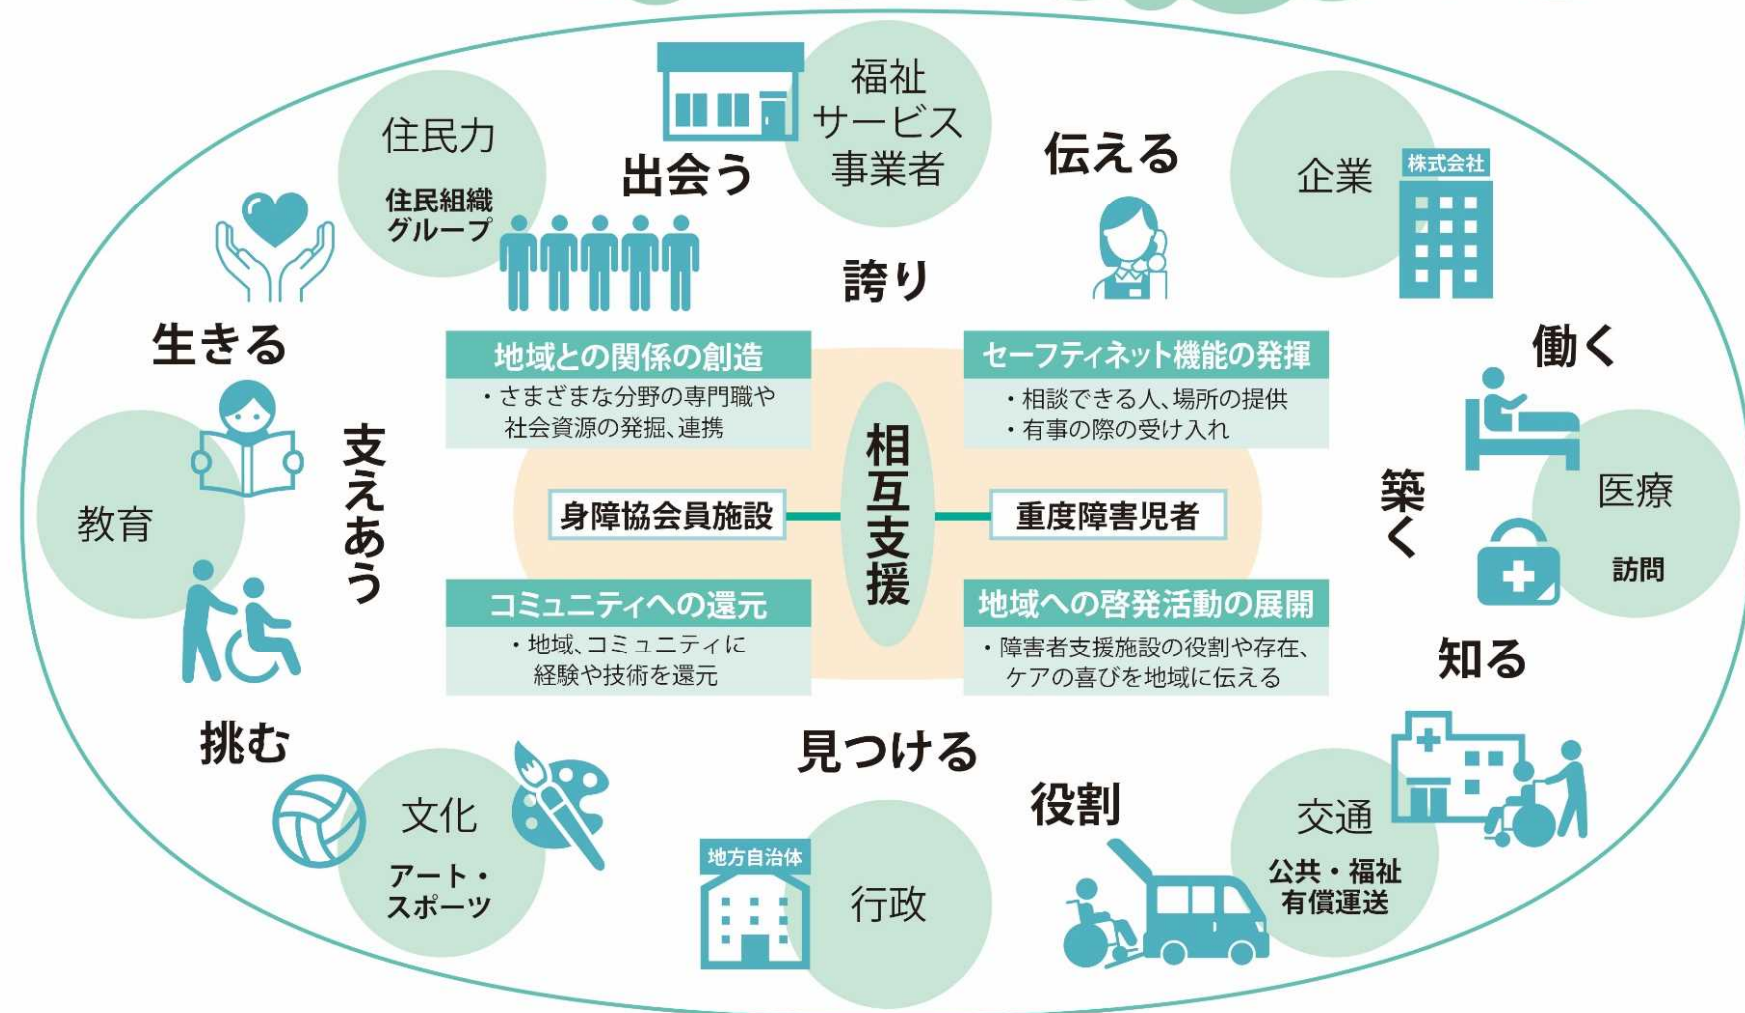 福祉
サービス
事業者
住民力
住民組織
グループ
出会う
伝える
企業
株式会社
誇り
生きる
働く
地域との関係の創造
・さまざまな分野の専門職や
社会資源の発掘、連携
セーフティネット機能の発揮
・相談できる人、場所の提供
・有事の際の受け入れ
教育
支えあう
身障協会員施設
相互支援
重度障害児者
築く
医療
訪問
コミュニティへの還元
・地域、コミュニティに
経験や技術を還元
地域への啓発活動の展開
・障害者支援施設の役割や存在、
ケアの喜びを地域に伝える
知る
挑む
見つける
役割
文化
アート・
スポーツ
地方自治体
行政
交通
公共・福祉
有償運送